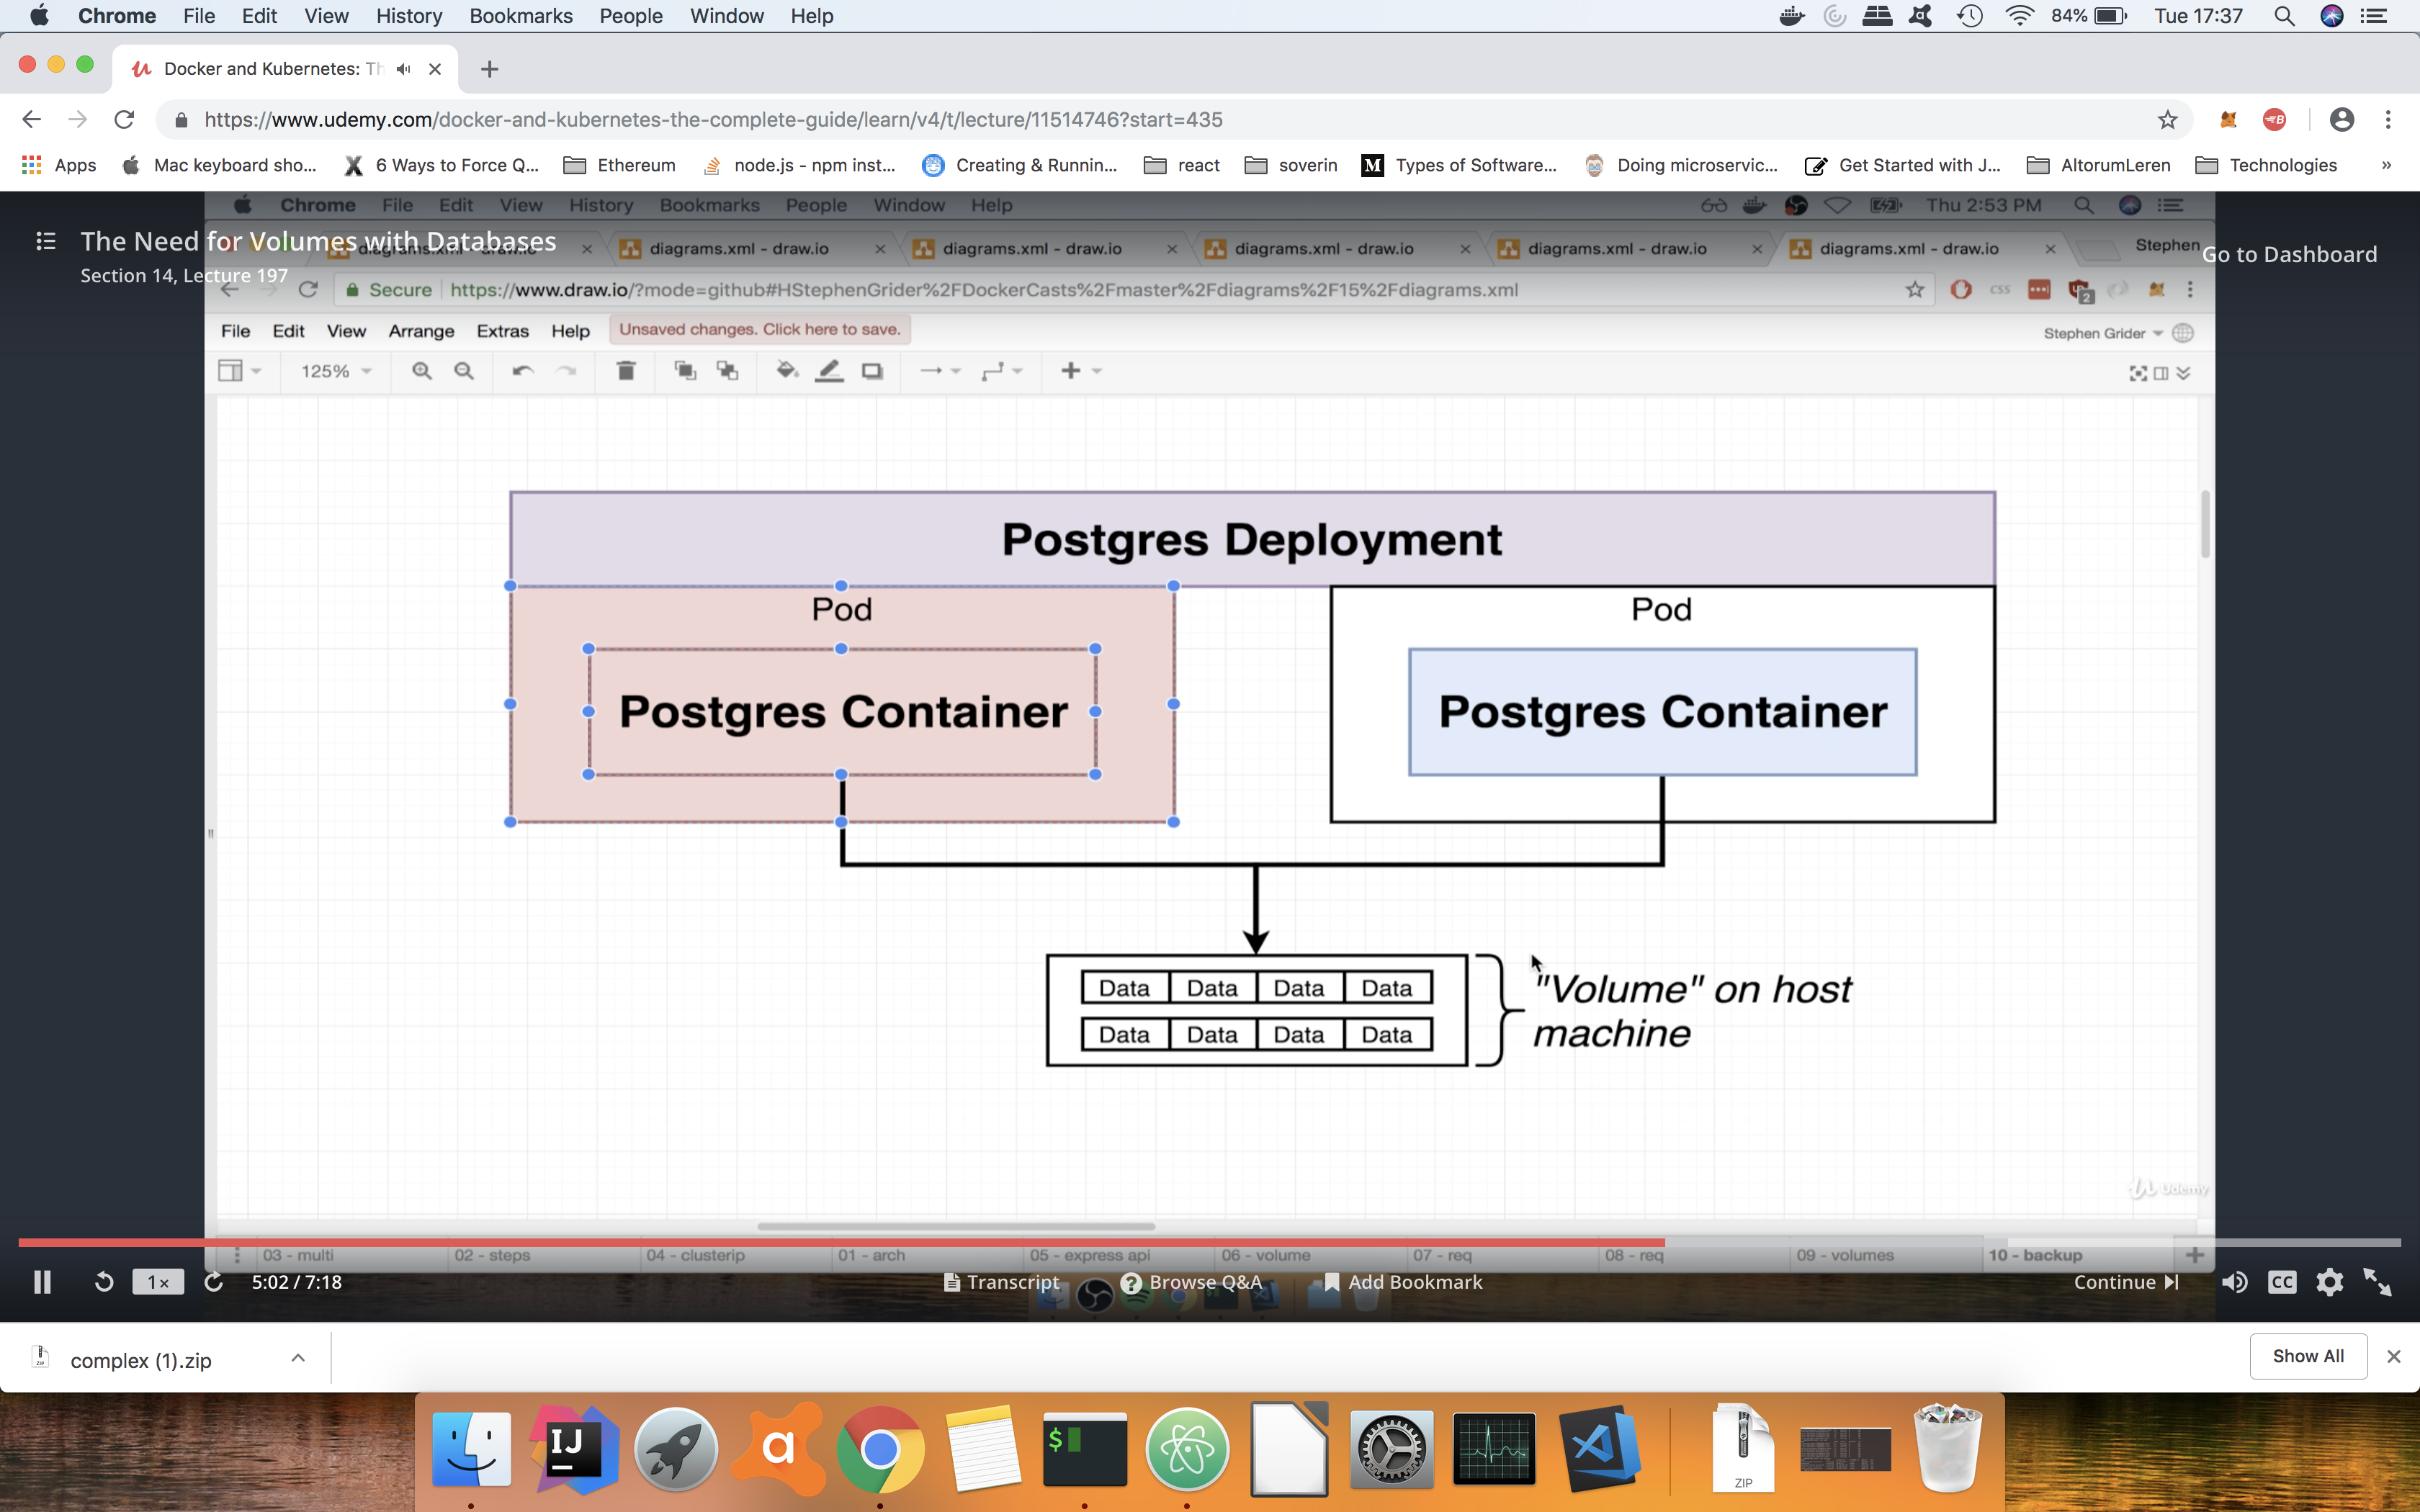 Chrome File Edit View History Bookmarks People Window Help 84% Tue 17:37
Docker and Kubernetes: Th
https://www.udemy.com/docker-and-kubernetes-the-complete-guide/learn/v4/t/lecture/11514746?start=435
Apps Mac keyboard sho... 6 Ways to Force Q... Ethereum node.js - npm inst... Creating & Runnin... react soverin Types of Software... Doing microservic... Get Started with J... AltorumLeren Technologies »
Chrome File Edit View History Bookmarks People Window Help Thu 2:53 PM
The Need for Volumes with Databases
diagrams.xml - draw.io diagrams.xml - draw.io diagrams.xml - draw.io diagrams.xml - draw.io diagrams.xml - draw.io diagrams.xml - draw.io Stephen
Go to Dashboard
Section 14, Lecture 197
Secure https://www.draw.io/?mode=github#HStephenGrider%2FDockerCasts%2Fmaster%2Fdiagrams%2F15%2Fdiagrams.xml css 2
File Edit View Arrange Extras Help Unsaved changes. Click here to save. Stephen Grider
125%
Postgres Deployment
Pod Pod
Postgres Container Postgres Container
Data Data Data Data
Data Data Data Data
"Volume" on host
machine
Udemy
03 - multi 02 - steps 04 - clusterip 01 - arch 05 - express api 06 - volume 07 - req 08 - req 09 - volumes 10 - backup
1x 5:02 / 7:18 Transcript Browse Q&A Add Bookmark Continue CC
complex (1).zip Show All
IJ a $ ZIP